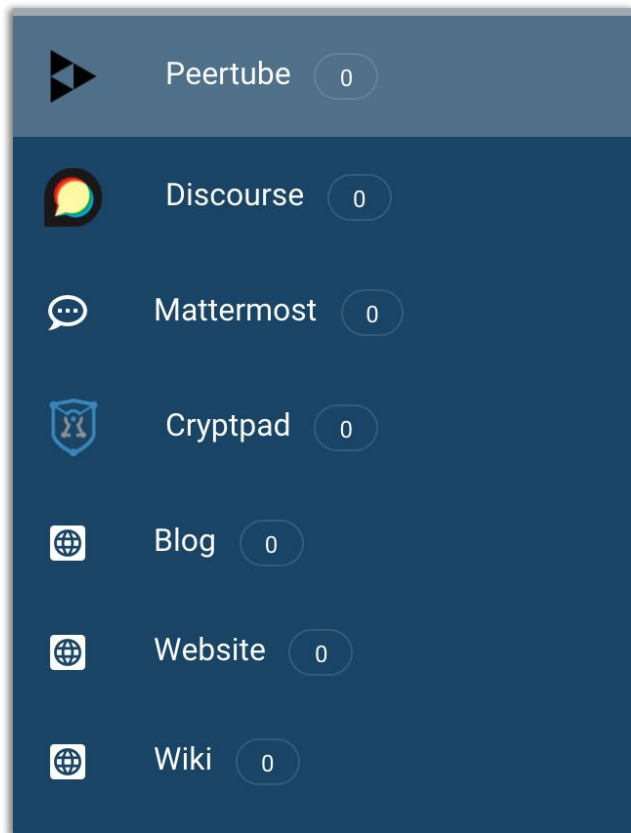 Peertube 0
Discourse 0
Mattermost 0
Cryptpad 0
Blog 0
Website 0
Wiki 0